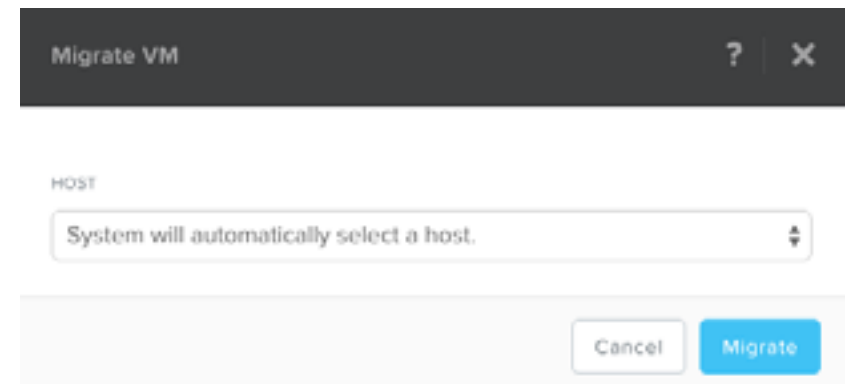 Migrate VM ?
HOST
System will automatically select a host.
Cancel Migrate